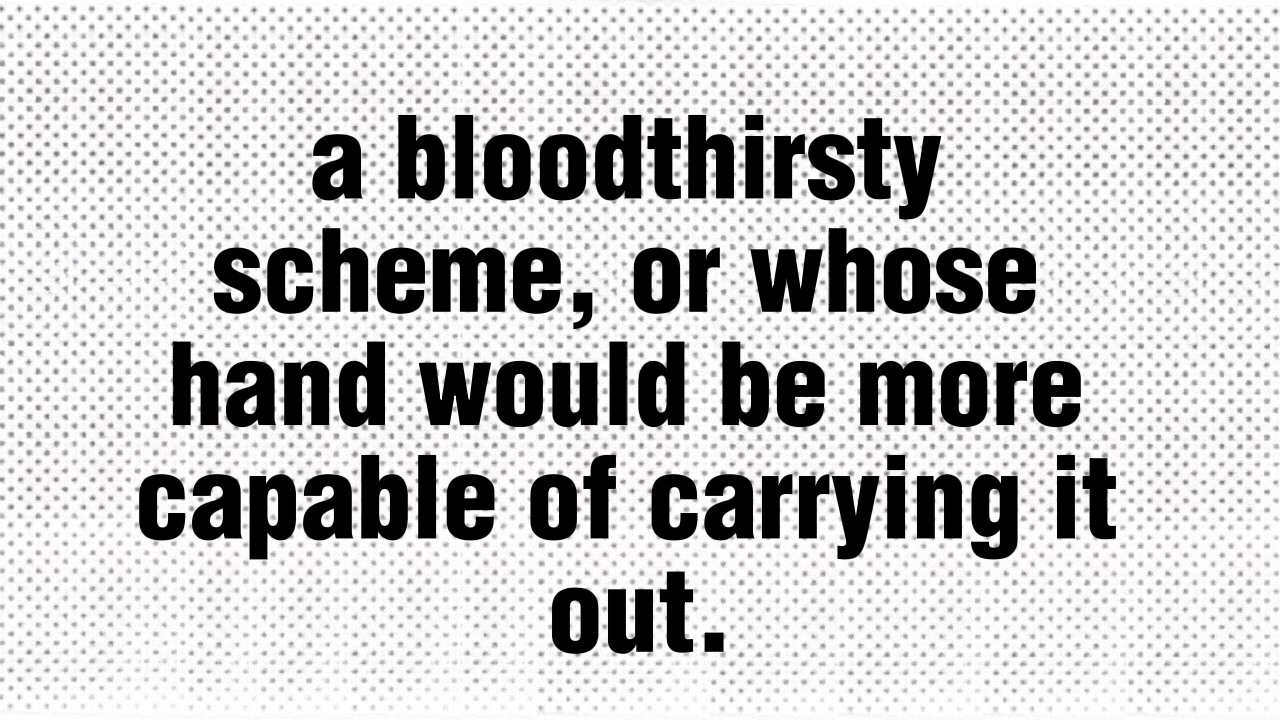 a bloodthirsty
scheme, or whose
hand would be more
capable of carrying it
out.